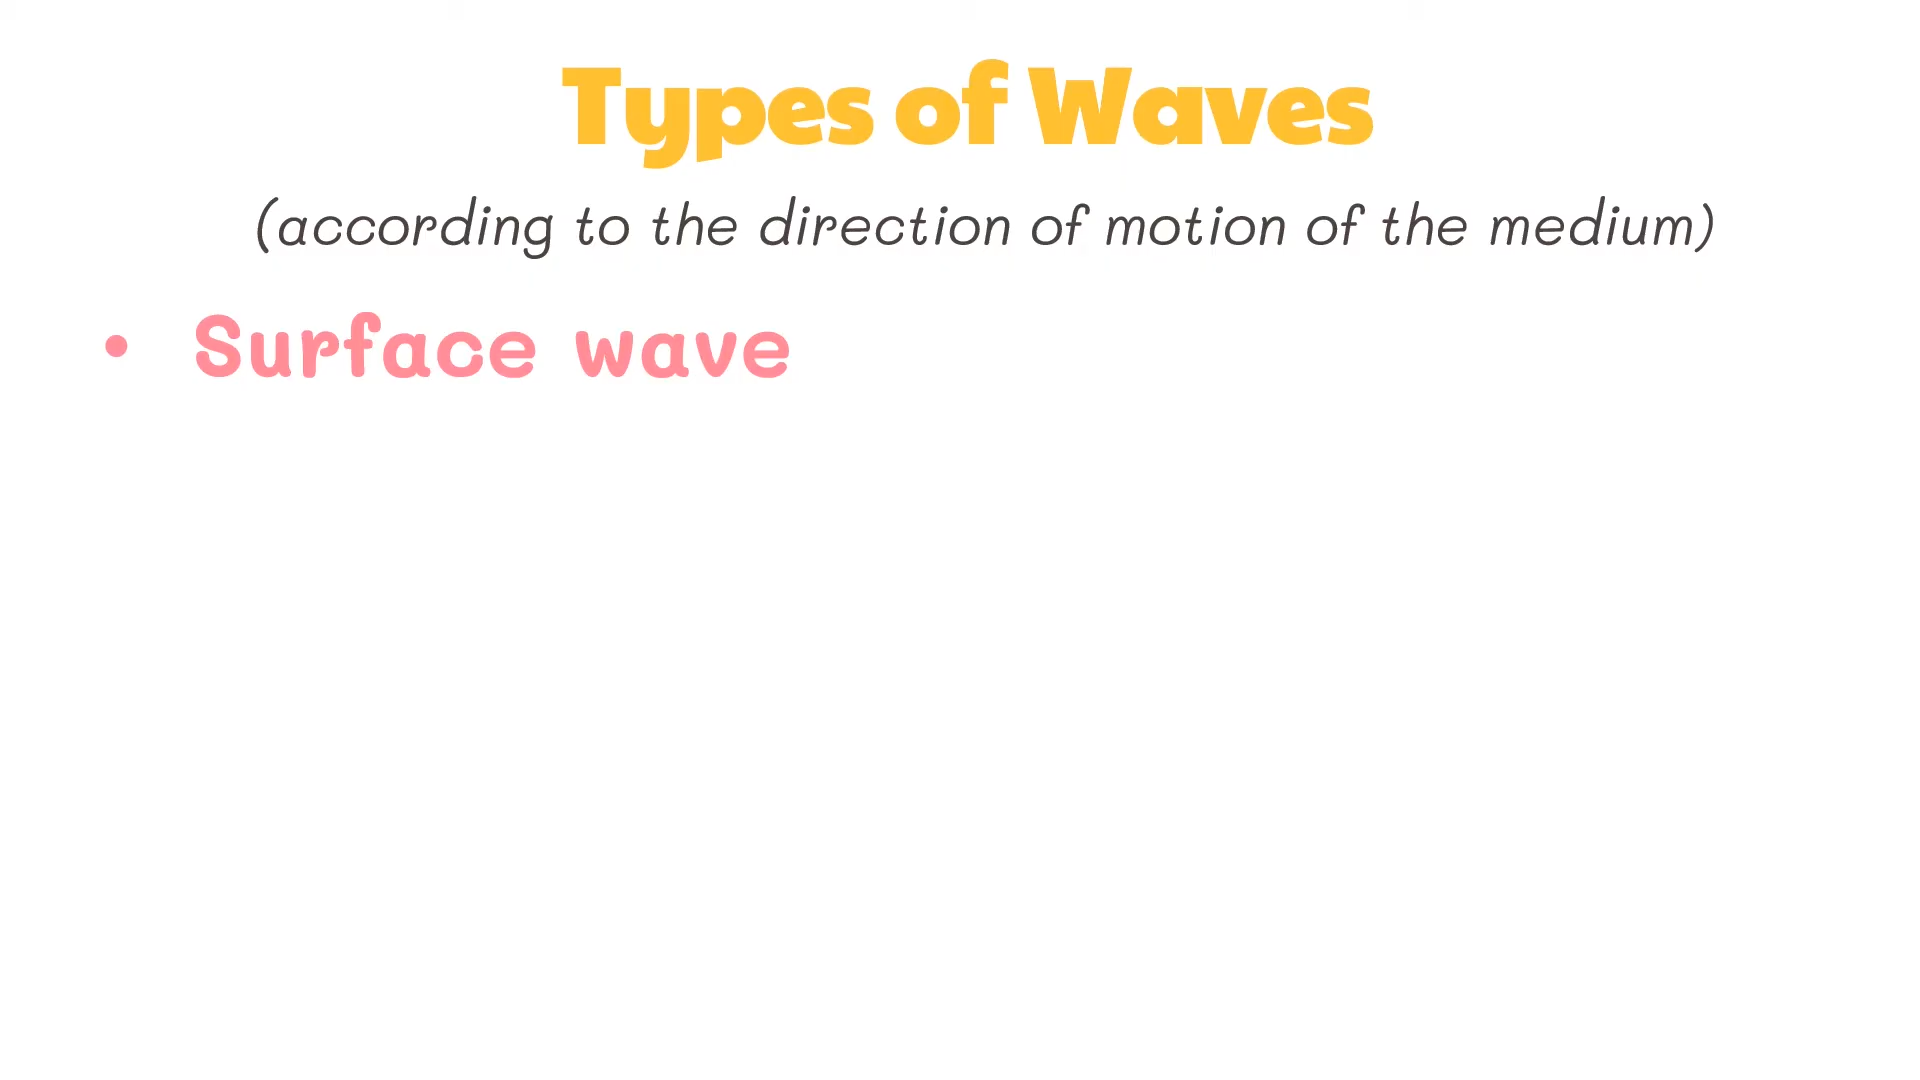 Types of Waves
(according to the direction of motion of the medium)
• Surface wave